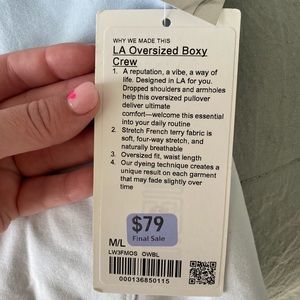 WHY WE MADE THIS
LA Oversized Boxy
Crew
1. A reputation, a vibe, a way of
life. Designed in LA for you.
Dropped shoulders and armholes
help this oversized pullover
deliver ultimate
comfort—welcome this essential
into your daily routine
2. Stretch French terry fabric is
soft, four-way stretch, and
naturally breathable
3. Oversized fit, waist length
4. Our dyeing technique creates a
unique result on each garment
that may fade slightly over
time
$79
Final Sale
M/L
LW3FMOS OWBL
000136850115